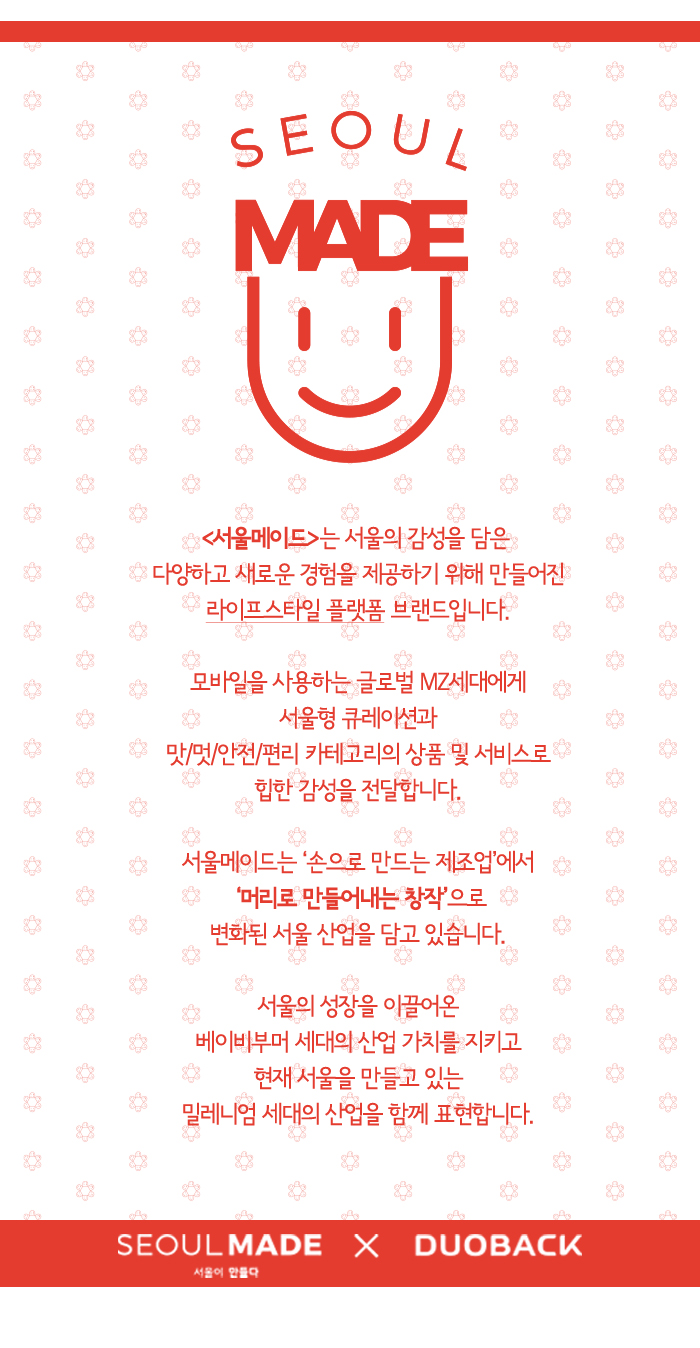 SEOUL
MADE
<서울메이드>는 서울의 감성을 담은
다양하고 새로운 경험을 제공하기 위해 만들어진
라이프스타일 플랫폼 브랜드입니다.
모바일을 사용하는 글로벌 MZ세대에게
서울형 큐레이션과
맛/멋/안전/편리 카테고리의 상품 및 서비스로
힙한 감성을 전달합니다.
서울메이드는 ‘손으로 만드는 제조업’에서
‘머리로 만들어내는 창작’으로
변화된 서울 산업을 담고 있습니다.
서울의 성장을 이끌어온
베이비부머 세대의 산업 가치를 지키고
현재 서울을 만들고 있는
밀레니엄 세대의 산업을 함께 표현합니다.
SEOUL MADE X DUOBACK
서울이 만들다